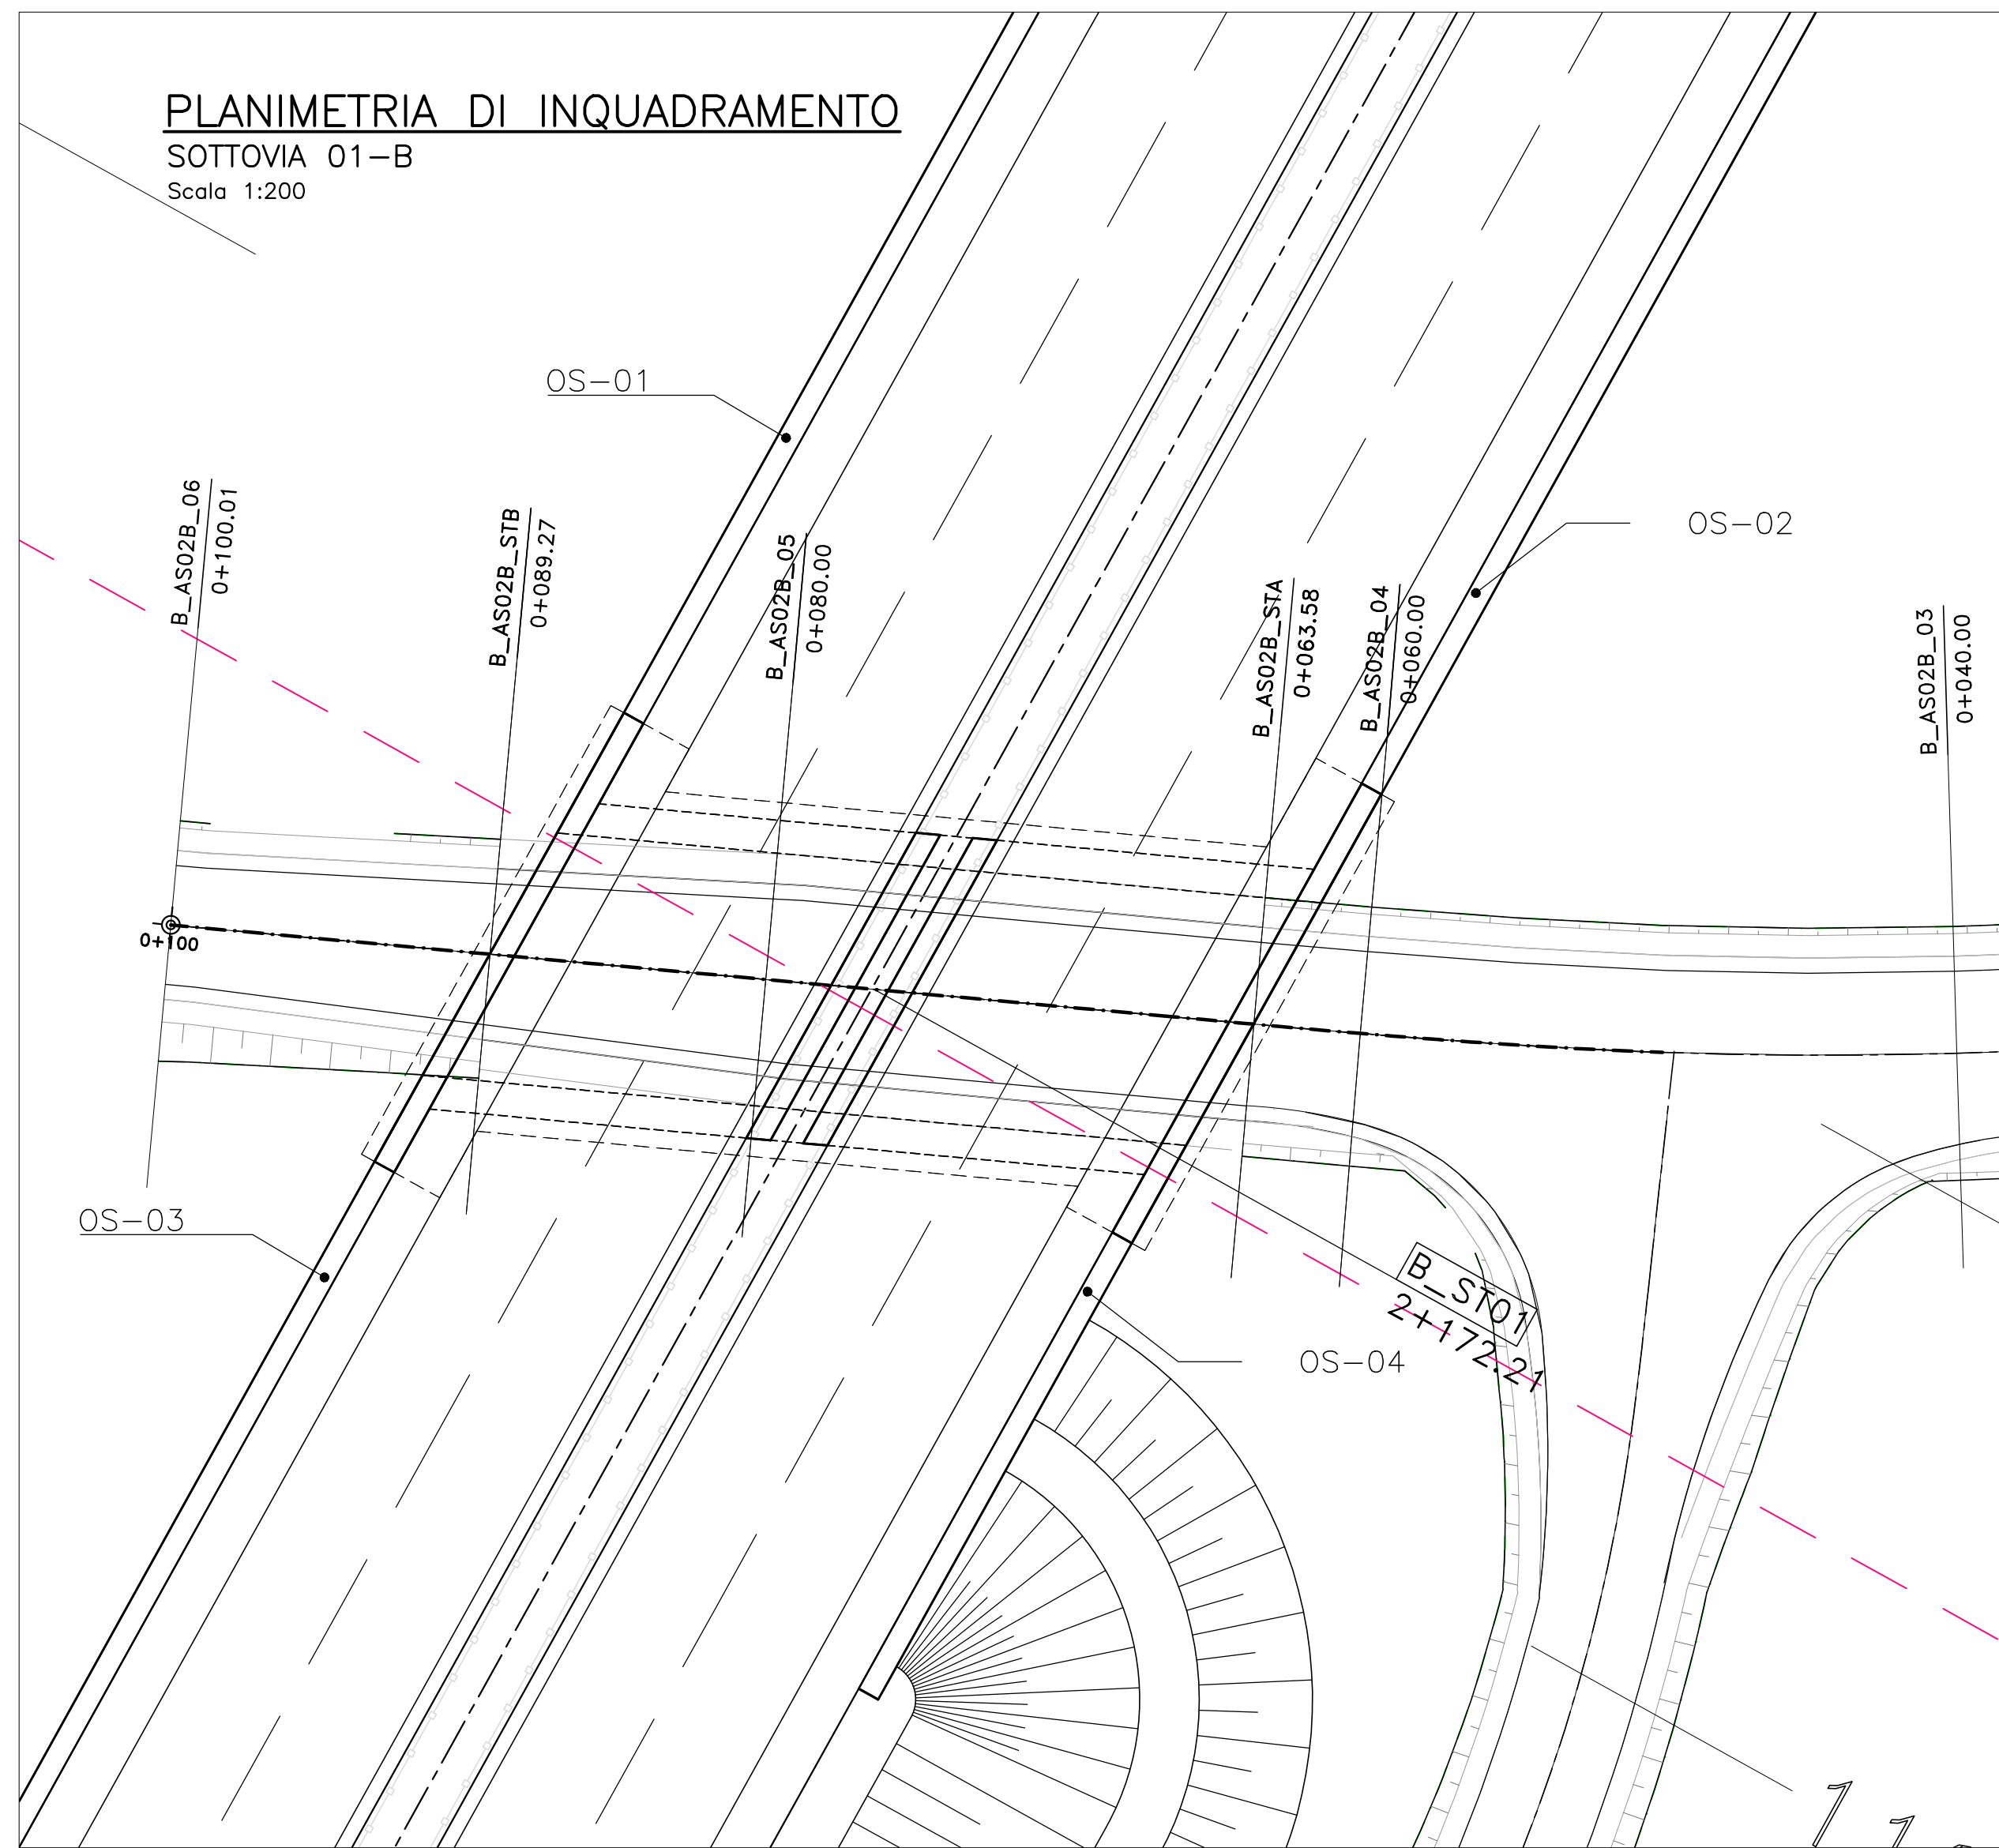 PLANIMETRIA DI INQUADRAMENTO
SOTTOVIA 01-B
Scala 1:200
OS-01
OS-02
B_AS02B_06
0+100.01
B_AS02B_STB
0+089.27
B_AS02B_05
0+080.00
B_AS02B_STA
0+063.58
B_AS02B_04
0+060.00
B_AS02B_03
0+040.00
0+100
OS-03
B_ST01
2+172.21
OS-04